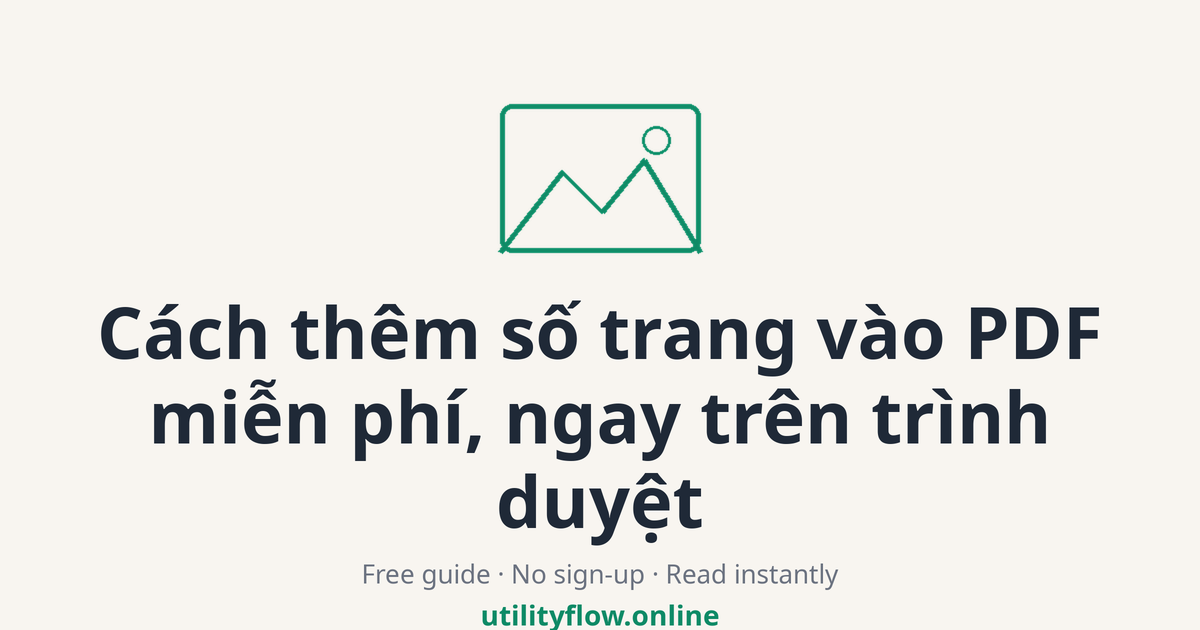 Cách thêm số trang vào PDF
miễn phí, ngay trên trình
duyệt
Free guide · No sign-up · Read instantly
utilityflow.online